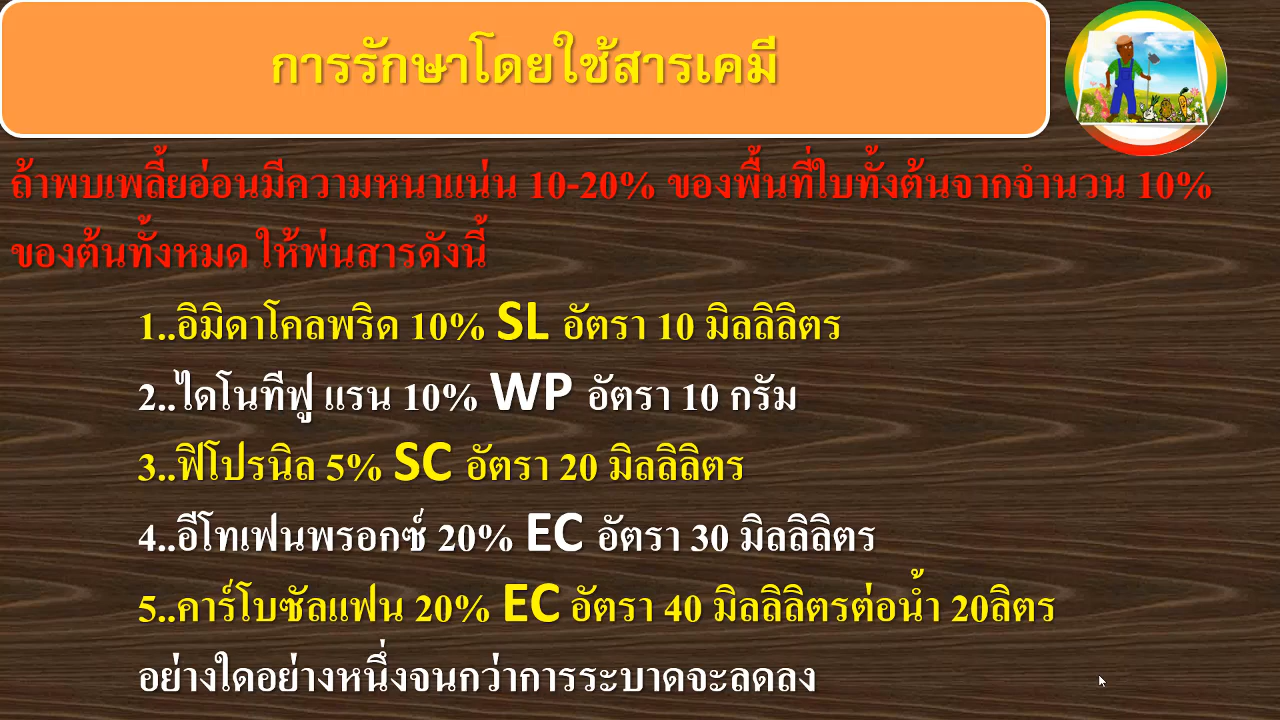 การรักษาโดยใช้สารเคมี
ถ้าพบเพลี้ยอ่อนมีความหนาแน่น 10-20% ของพื้นที่ใบทั้งต้นจากจำนวน 10%
ของต้นทั้งหมด ให้พ่นสารดังนี้
1..อิมิดาโคลพริด 10% SL อัตรา 10 มิลลิลิตร
2..ไดโนทีฟู แรน 10% WP อัตรา 10 กรัม
3..ฟิโปรนิล 5% SC อัตรา 20 มิลลิลิตร
4..อีโทเฟนพรอกซ์ 20% EC อัตรา 30 มิลลิลิตร
5..คาร์โบซัลแฟน 20% EC อัตรา 40 มิลลิลิตรต่อน้ำ 20ลิตร
อย่างใดอย่างหนึ่งจนกว่าการระบาดจะลดลง